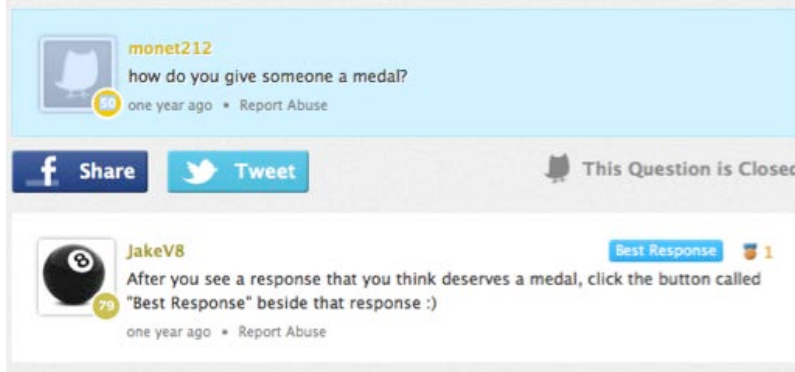 monet212
how do you give someone a medal?
50
one year ago • Report Abuse
f Share
Tweet
This Question is Closed
JakeV8
Best Response
1
8
After you see a response that you think deserves a medal, click the button called
"Best Response" beside that response :)
79
one year ago • Report Abuse